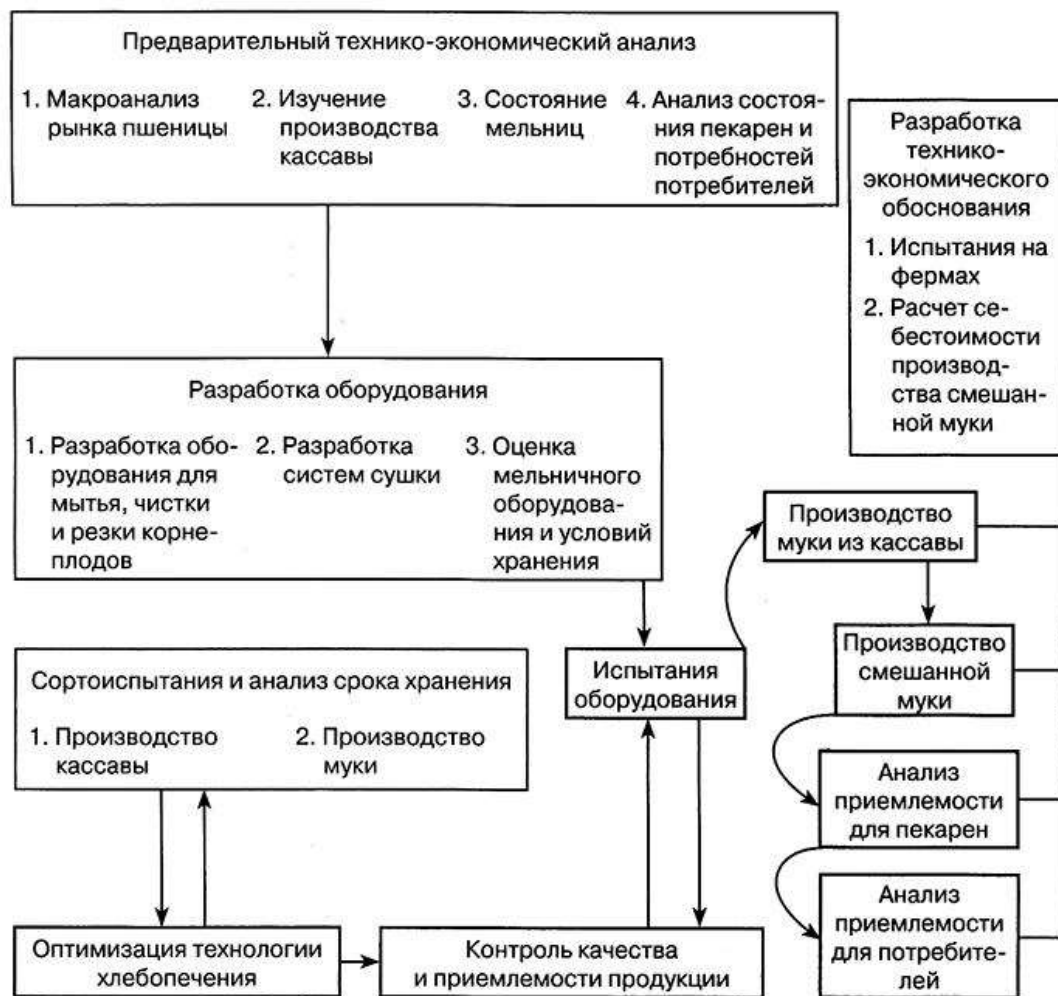 Предварительный технико-экономический анализ
1. Макроанализ
рынка пшеницы
2. Изучение
производства
кассавы
3. Состояние
мельниц
4. Анализ состоя-
ния пекарен и
потребностей
потребителей
Разработка
технико-
экономического
обоснования
1. Испытания на
фермах
2. Расчет се-
бестоимости
производ-
ства смешан-
ной муки
Разработка оборудования
1. Разработка обо-
рудования для
мытья, чистки
и резки корне-
плодов
2. Разработка
систем сушки
3. Оценка
мельничного
оборудова-
ния и условий
хранения
Производство
муки из кассавы
Производство
смешанной
муки
Испытания
оборудования
Сортоиспытания и анализ срока хранения
1. Производство
кассавы
2. Производство
муки
Анализ
приемлемости
для пекарен
Анализ
приемлемости
для потребите-
лей
Оптимизация технологии
хлебопечения
Контроль качества
и приемлемости продукции